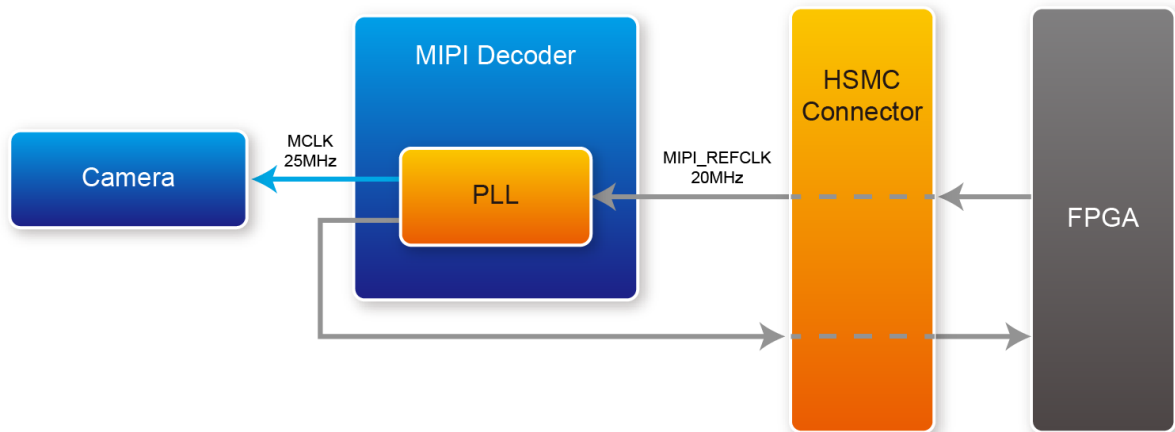 MIPI Decoder
HSMC
Connector
MCLK
25MHz
MIPI_REFCLK
20MHz
Camera
PLL
FPGA